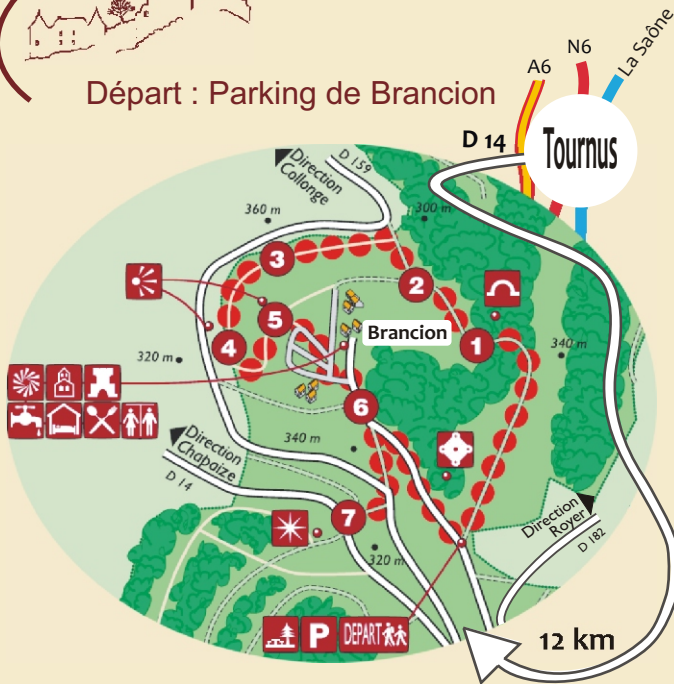 Départ : Parking de Brancion
A6
N6
La Saône
D 14
Tournus
Direction
Collonge
D 159
360 m
300 m
3
2
5
Brancion
1
4
340 m
320 m
6
340 m
Direction
Chapaize
D 14
7
Direction
Royer
D 182
320 m
P
DEPART
12 km